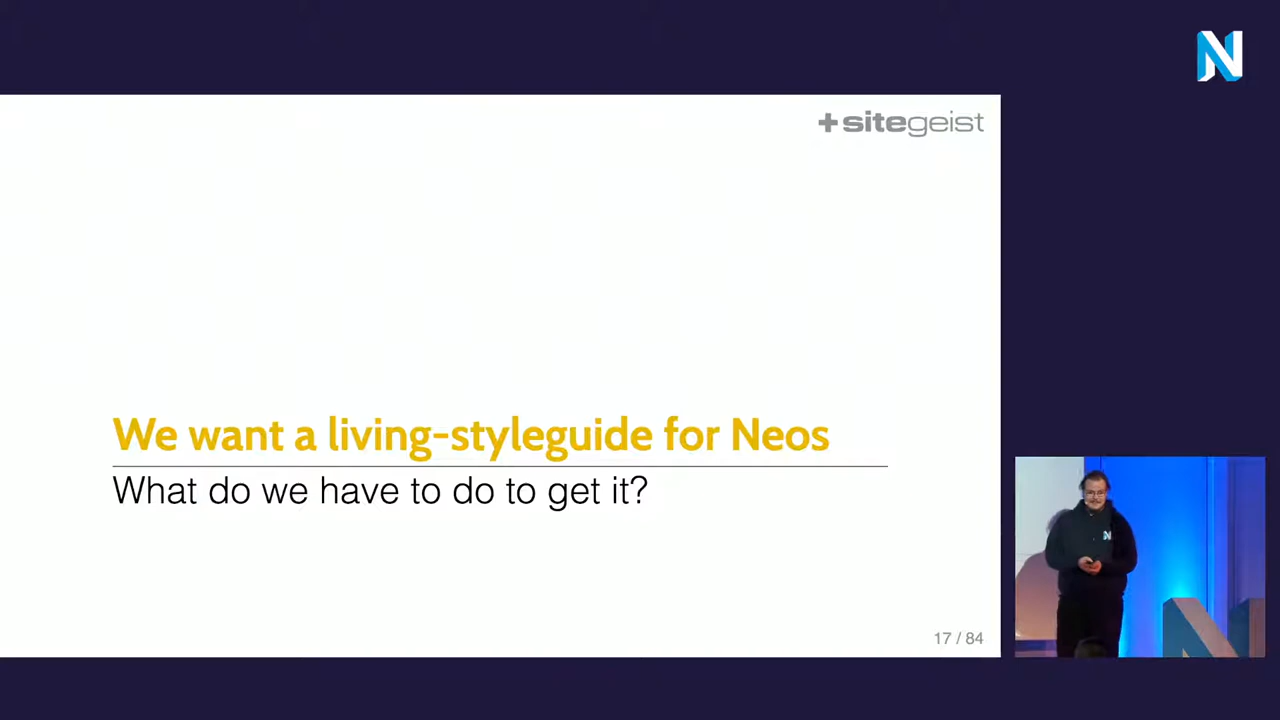 +sitegeist
We want a living-styleguide for Neos
What do we have to do to get it?
17 / 84